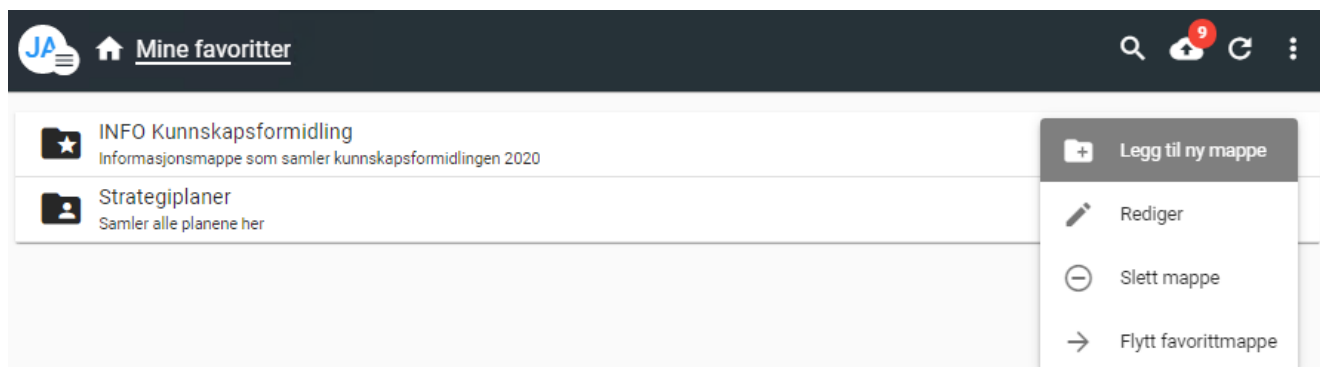 JA Mine favoritter 9
INFO Kunnskapsformidling
Informasjonsmappe som samler kunnskapsformidlingen 2020
Strategiplaner
Samler alle planene her
Legg til ny mappe
Rediger
Slett mappe
Flytt favorittmappe